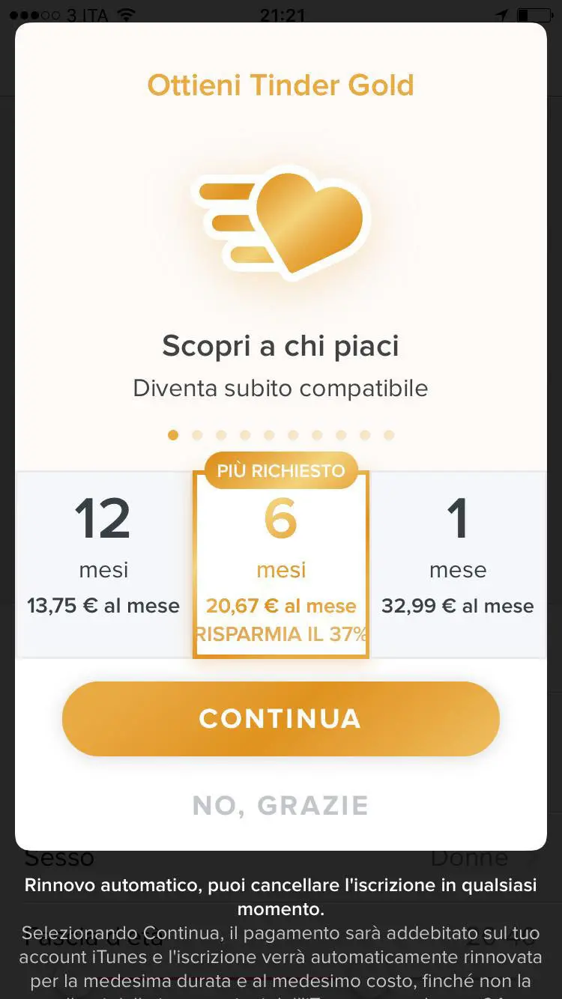 3 ITA
21:21
Ottieni Tinder Gold
Scopri a chi piaci
Diventa subito compatibile
PIÙ RICHIESTO
12
mesi
13,75 € al mese
6
mesi
20,67 € al mese
RISPARMIA IL 37%
1
mese
32,99 € al mese
CONTINUA
NO, GRAZIE
Sesso
Donne
Rinnovo automatico, puoi cancellare l'iscrizione in qualsiasi
momento.
Fascia d'età
Selezionando Continua, il pagamento sarà addebitato sul tuo
account iTunes e l'iscrizione verrà automaticamente rinnovata
per la medesima durata e al medesimo costo, finché non la